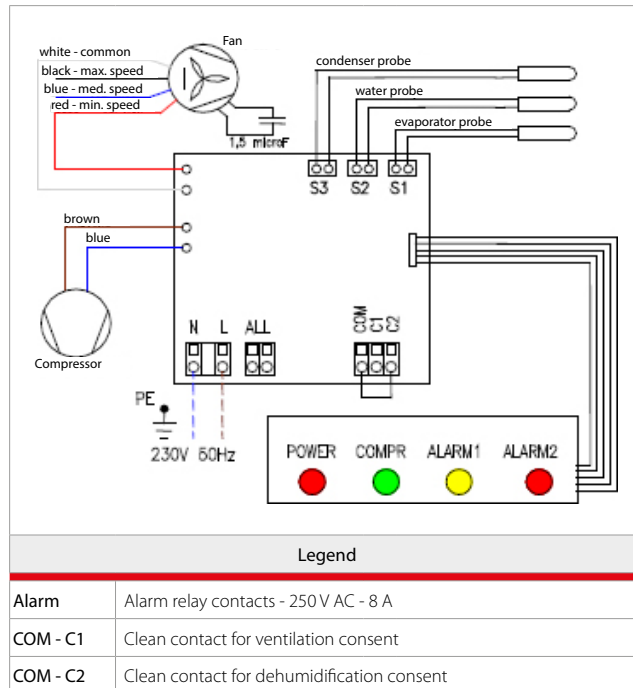 Fan
white - common
black - max. speed
blue - med. speed
red - min. speed
1,5 microF
condenser probe
water probe
evaporator probe
S3 S2 S1
brown
blue
Compressor
N L ALL COM C1 C2
PE
230V 50Hz
POWER COMPR ALARM1 ALARM2
Legend
Alarm Alarm relay contacts - 250 V AC - 8 A
COM - C1 Clean contact for ventilation consent
COM - C2 Clean contact for dehumidification consent